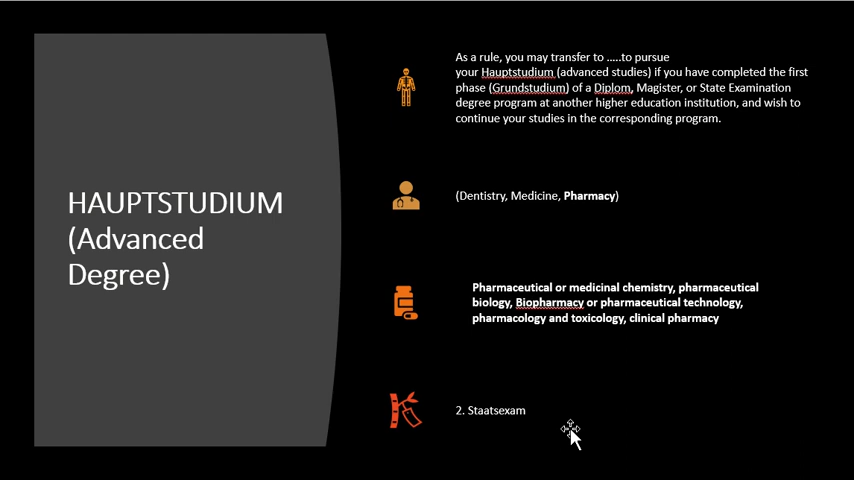 HAUPTSTUDIUM
(Advanced
Degree)
As a rule, you may transfer to .....to pursue
your Hauptstudium (advanced studies) if you have completed the first
phase (Grundstudium) of a Diplom, Magister, or State Examination
degree program at another higher education institution, and wish to
continue your studies in the corresponding program.
(Dentistry, Medicine, Pharmacy)
Pharmaceutical or medicinal chemistry, pharmaceutical
biology, Biopharmacy or pharmaceutical technology,
pharmacology and toxicology, clinical pharmacy
2. Staatsexam